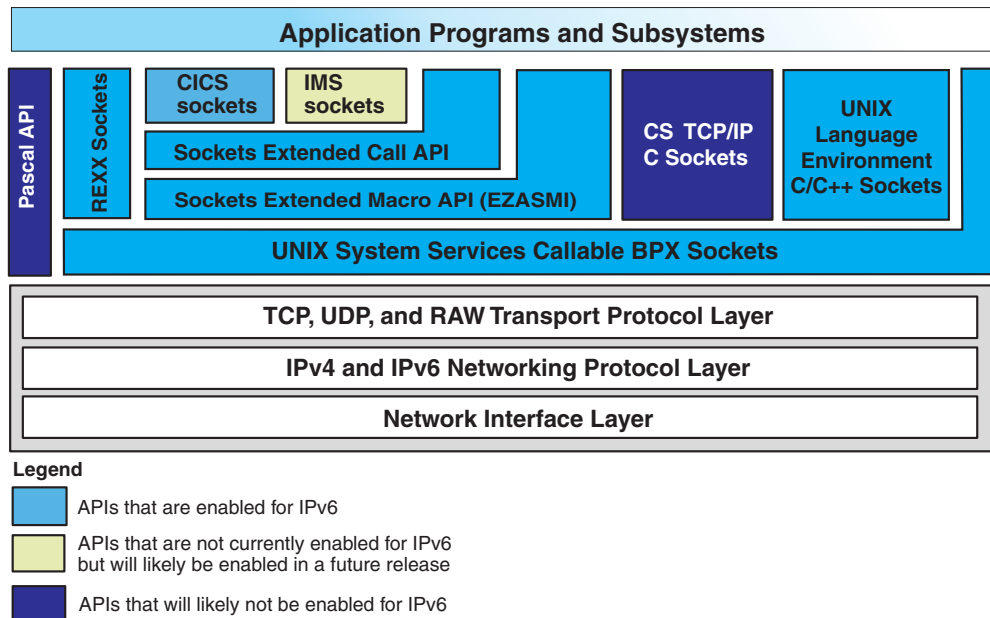 Application Programs and Subsystems
Pascal API
REXX Sockets
CICS
sockets
IMS
sockets
Sockets Extended Call API
Sockets Extended Macro API (EZASMI)
CS TCP/IP
C Sockets
UNIX
Language
Environment
C/C++ Sockets
UNIX System Services Callable BPX Sockets
TCP, UDP, and RAW Transport Protocol Layer
IPv4 and IPv6 Networking Protocol Layer
Network Interface Layer
Legend
APIs that are enabled for IPv6
APIs that are not currently enabled for IPv6
but will likely be enabled in a future release
APIs that will likely not be enabled for IPv6